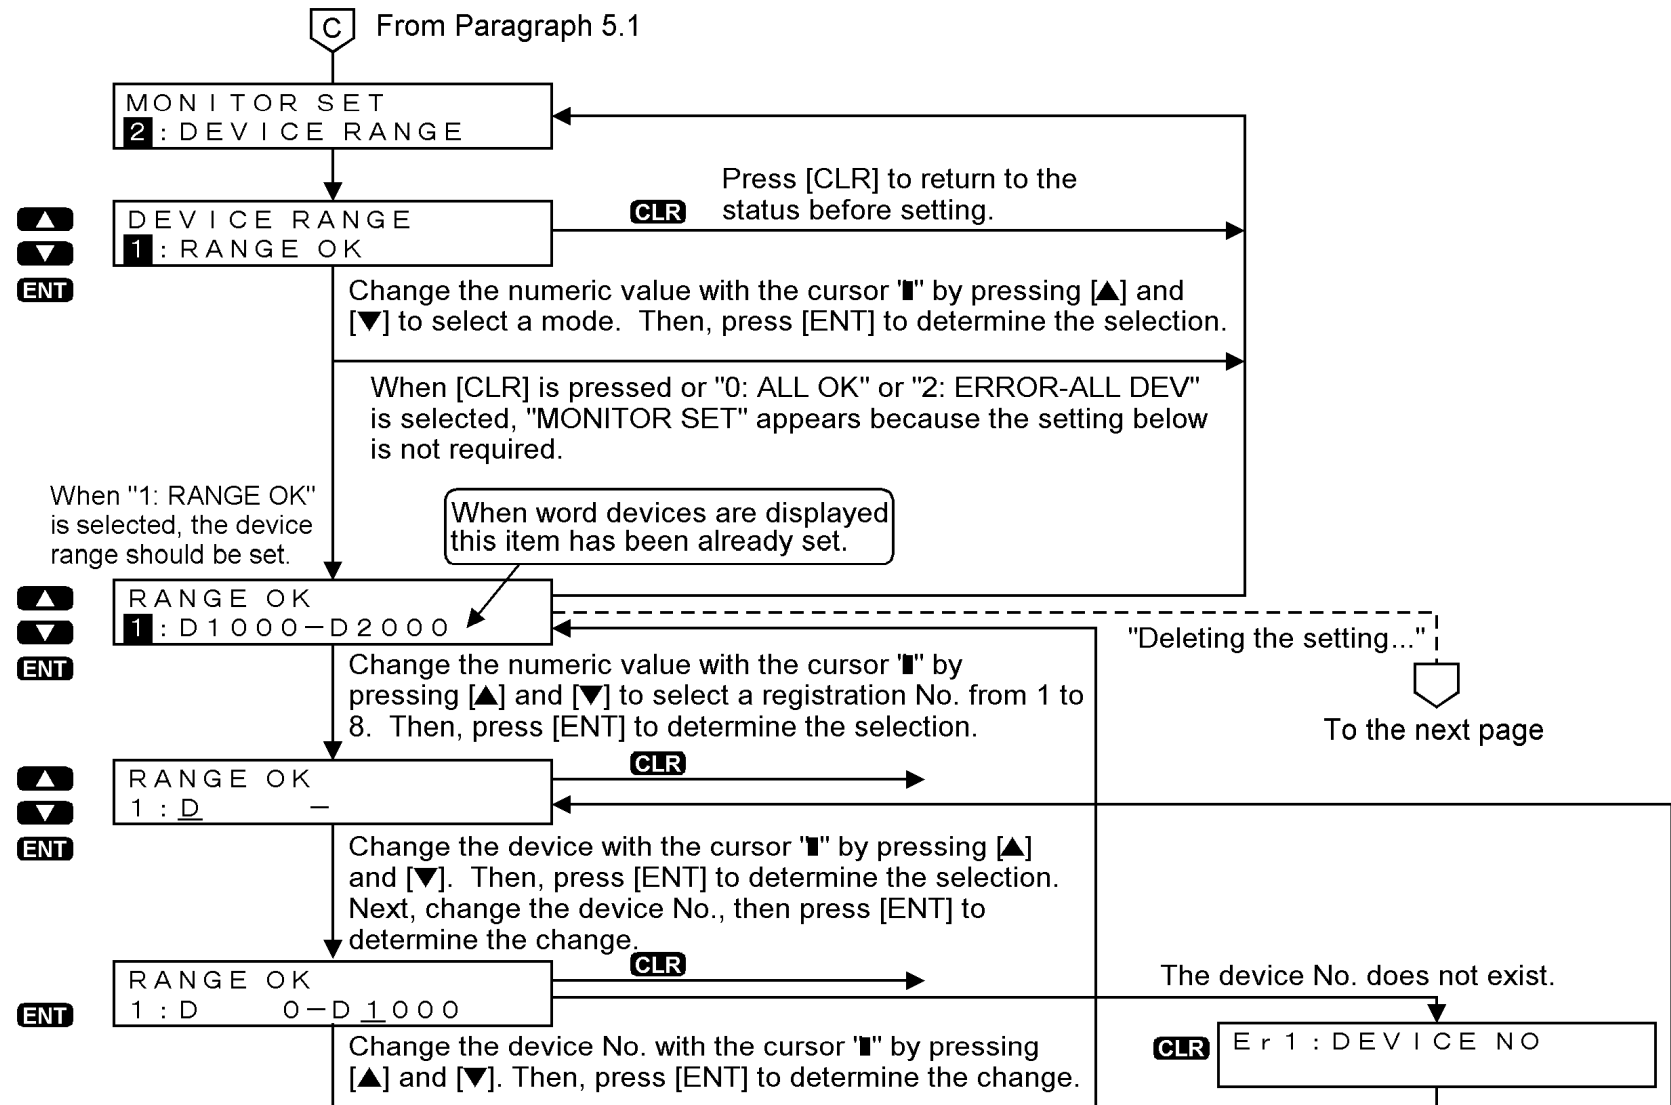 C From Paragraph 5.1
MONITOR SET
2:DEVICE RANGE
Press [CLR] to return to the
CLR status before setting.
DEVICE RANGE
1:RANGE OK
ENT
Change the numeric value with the cursor "▮" by pressing [▲] and
[▼] to select a mode. Then, press [ENT] to determine the selection.
When [CLR] is pressed or "0: ALL OK" or "2: ERROR-ALL DEV"
is selected, "MONITOR SET" appears because the setting below
is not required.
When "1: RANGE OK"
is selected, the device
range should be set.
When word devices are displayed
this item has been already set.
RANGE OK
1:D1000-D2000
ENT
"Deleting the setting..."
To the next page
Change the numeric value with the cursor "▮" by
pressing [▲] and [▼] to select a registration No. from 1 to
8. Then, press [ENT] to determine the selection.
CLR
RANGE OK
1:D -
ENT
Change the device with the cursor "▮" by pressing [▲]
and [▼]. Then, press [ENT] to determine the selection.
Next, change the device No., then press [ENT] to
determine the change.
CLR
RANGE OK
1:D 0-D1000
ENT
The device No. does not exist.
CLR Er1:DEVICE NO
Change the device No. with the cursor "▮" by pressing
[▲] and [▼]. Then, press [ENT] to determine the change.